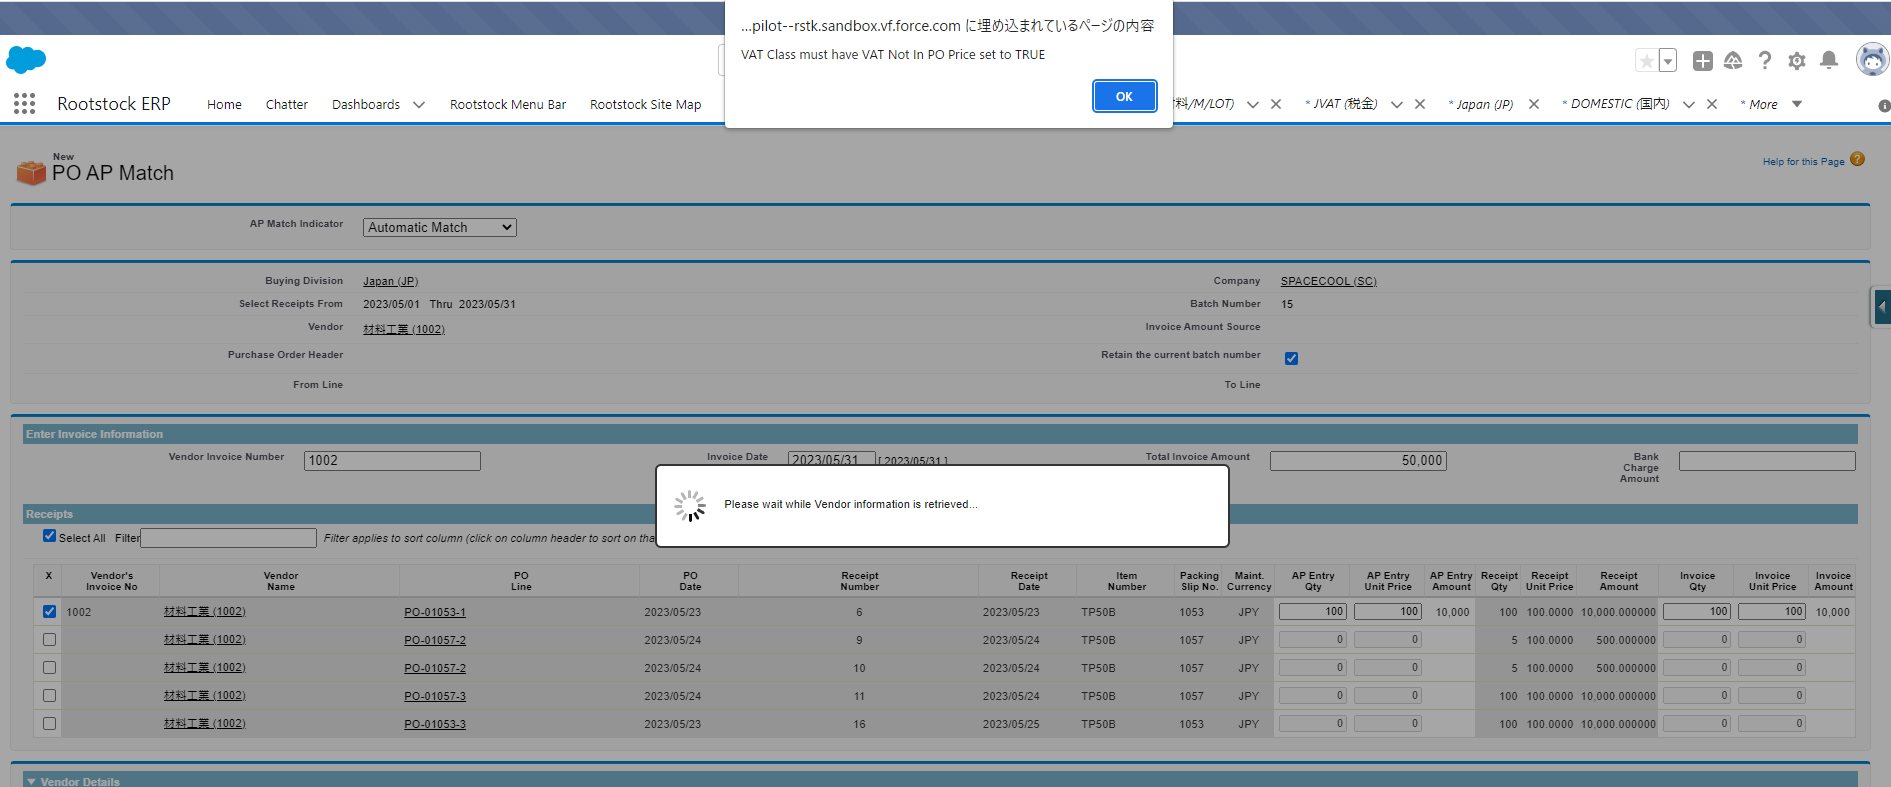 ...pilot--rstk.sandbox.vf.force.com に埋め込まれているページの内容
VAT Class must have VAT Not In PO Price set to TRUE
OK
Rootstock ERP Home Chatter Dashboards Rootstock Menu Bar Rootstock Site Map 料/M/LOT) * JVAT (税金) * Japan (JP) * DOMESTIC (国内) * More
New
PO AP Match
Help for this Page
AP Match Indicator Automatic Match
Buying Division Japan (JP) Company SPACECOOL (SC)
Select Receipts From 2023/05/01 Thru 2023/05/31 Batch Number 15
Vendor 材料工業 (1002) Invoice Amount Source
Purchase Order Header Retain the current batch number
From Line To Line
Enter Invoice Information
Vendor Invoice Number 1002 Invoice Date 2023/05/31 [ 2023/05/31 ] Total Invoice Amount 50,000 Bank Charge Amount
Please wait while Vendor information is retrieved...
Receipts
Select All Filter Filter applies to sort column (click on column header to sort on tha
X Vendor's Invoice No Vendor Name PO Line PO Date Receipt Number Receipt Date Item Number Packing Slip No. Maint. Currency AP Entry Qty AP Entry Unit Price AP Entry Amount Receipt Qty Receipt Unit Price Receipt Amount Invoice Qty Invoice Unit Price Invoice Amount
1002 材料工業 (1002) PO-01053-1 2023/05/23 6 2023/05/23 TP50B 1053 JPY 100 100 10,000 100 100.0000 10,000.000000 100 100 10,000
材料工業 (1002) PO-01057-2 2023/05/24 9 2023/05/24 TP50B 1057 JPY 0 0 5 100.0000 500.000000 0 0
材料工業 (1002) PO-01057-2 2023/05/24 10 2023/05/24 TP50B 1057 JPY 0 0 5 100.0000 500.000000 0 0
材料工業 (1002) PO-01057-3 2023/05/24 11 2023/05/24 TP50B 1057 JPY 0 0 100 100.0000 10,000.000000 0 0
材料工業 (1002) PO-01053-3 2023/05/23 16 2023/05/25 TP50B 1053 JPY 0 0 100 100.0000 10,000.000000 0 0
Vendor Details